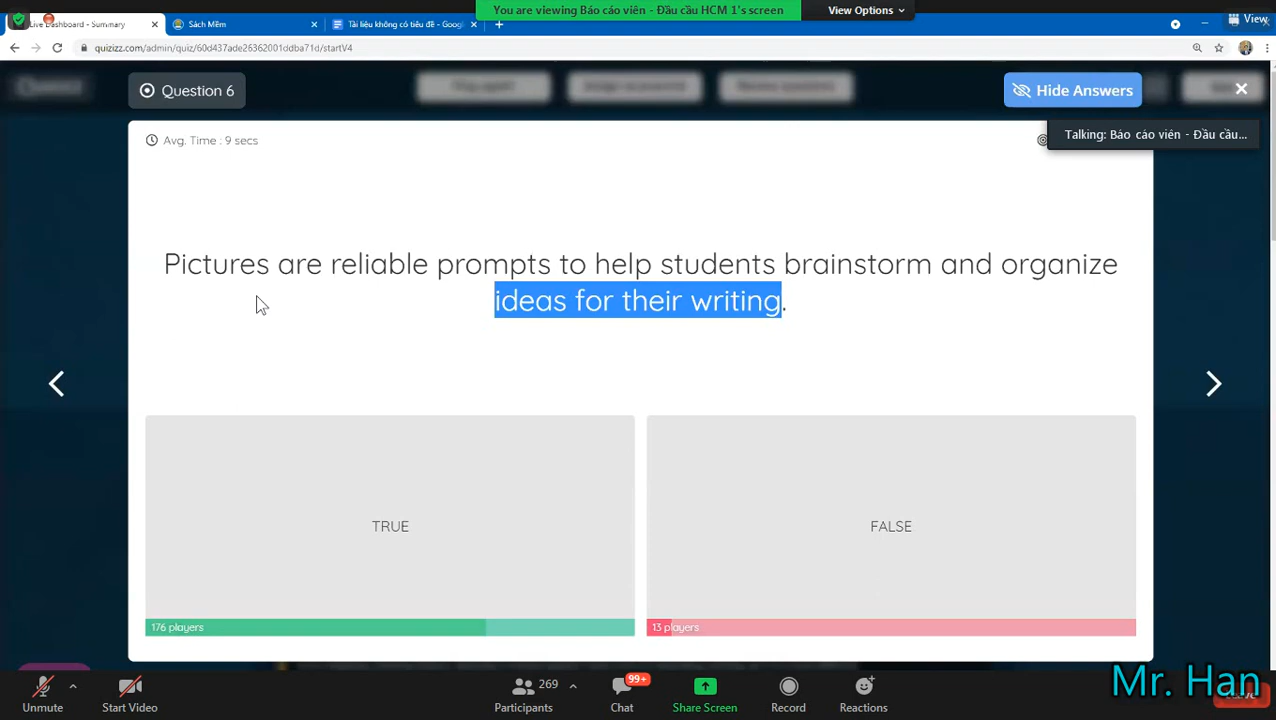 You are viewing Báo cáo viên - Đầu cầu HCM 1's screen
View Options
View
Live Dashboard - Summary
Sách Mềm
Tài liệu không có tiêu đề - Goog
quizizz.com/admin/quiz/60d437ade26362001ddba71d/startV4
Question 6
Hide Answers
Talking: Báo cáo viên - Đầu cầu...
Avg. Time : 9 secs
Pictures are reliable prompts to help students brainstorm and organize
ideas for their writing.
TRUE
FALSE
176 players
13 players
Mr. Han
269
99+
Unmute
Start Video
Participants
Chat
Share Screen
Record
Reactions